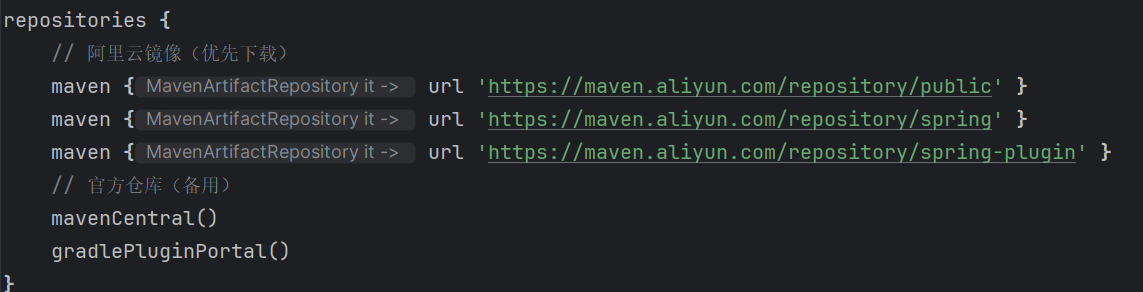 repositories {
// 阿里云镜像（优先下载）
maven { MavenArtifactRepository it -> url 'https://maven.aliyun.com/repository/public' }
maven { MavenArtifactRepository it -> url 'https://maven.aliyun.com/repository/spring' }
maven { MavenArtifactRepository it -> url 'https://maven.aliyun.com/repository/spring-plugin' }
// 官方仓库（备用）
mavenCentral()
gradlePluginPortal()
}